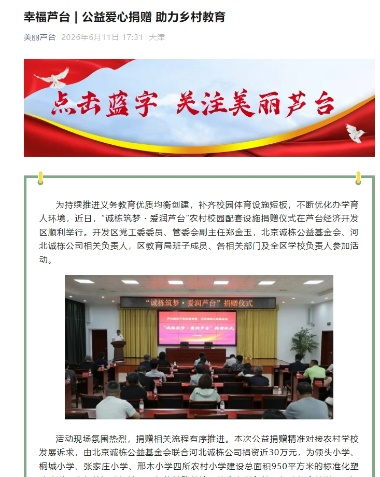 幸福芦台 | 公益爱心捐赠 助力乡村教育
美丽芦台 2026年6月11日 17:31 天津
点击蓝字 关注美丽芦台
为持续推进义务教育优质均衡创建，补齐校园体育设施短板，不断优化办学育
人环境，近日，“诚栋筑梦·爱润芦台”农村校园配套设施捐赠仪式在芦台经济开发
区顺利举行。开发区党工委委员、管委会副主任郑金玉，北京诚栋公益基金会、河
北诚栋公司相关负责人，区教育局班子成员、各相关部门及全区学校负责人参加活
动。
“诚栋筑梦·爱润芦台”捐赠仪式
活动现场氛围热烈，捐赠相关流程有序推进。本次公益捐赠精准对接农村学校
发展诉求，由北京诚栋公益基金会联合河北诚栋公司捐资近30万元，为领头小学、
桐城小学、张家庄小学、邢木小学四所农村小学建设总面积950平方米的标准化塑